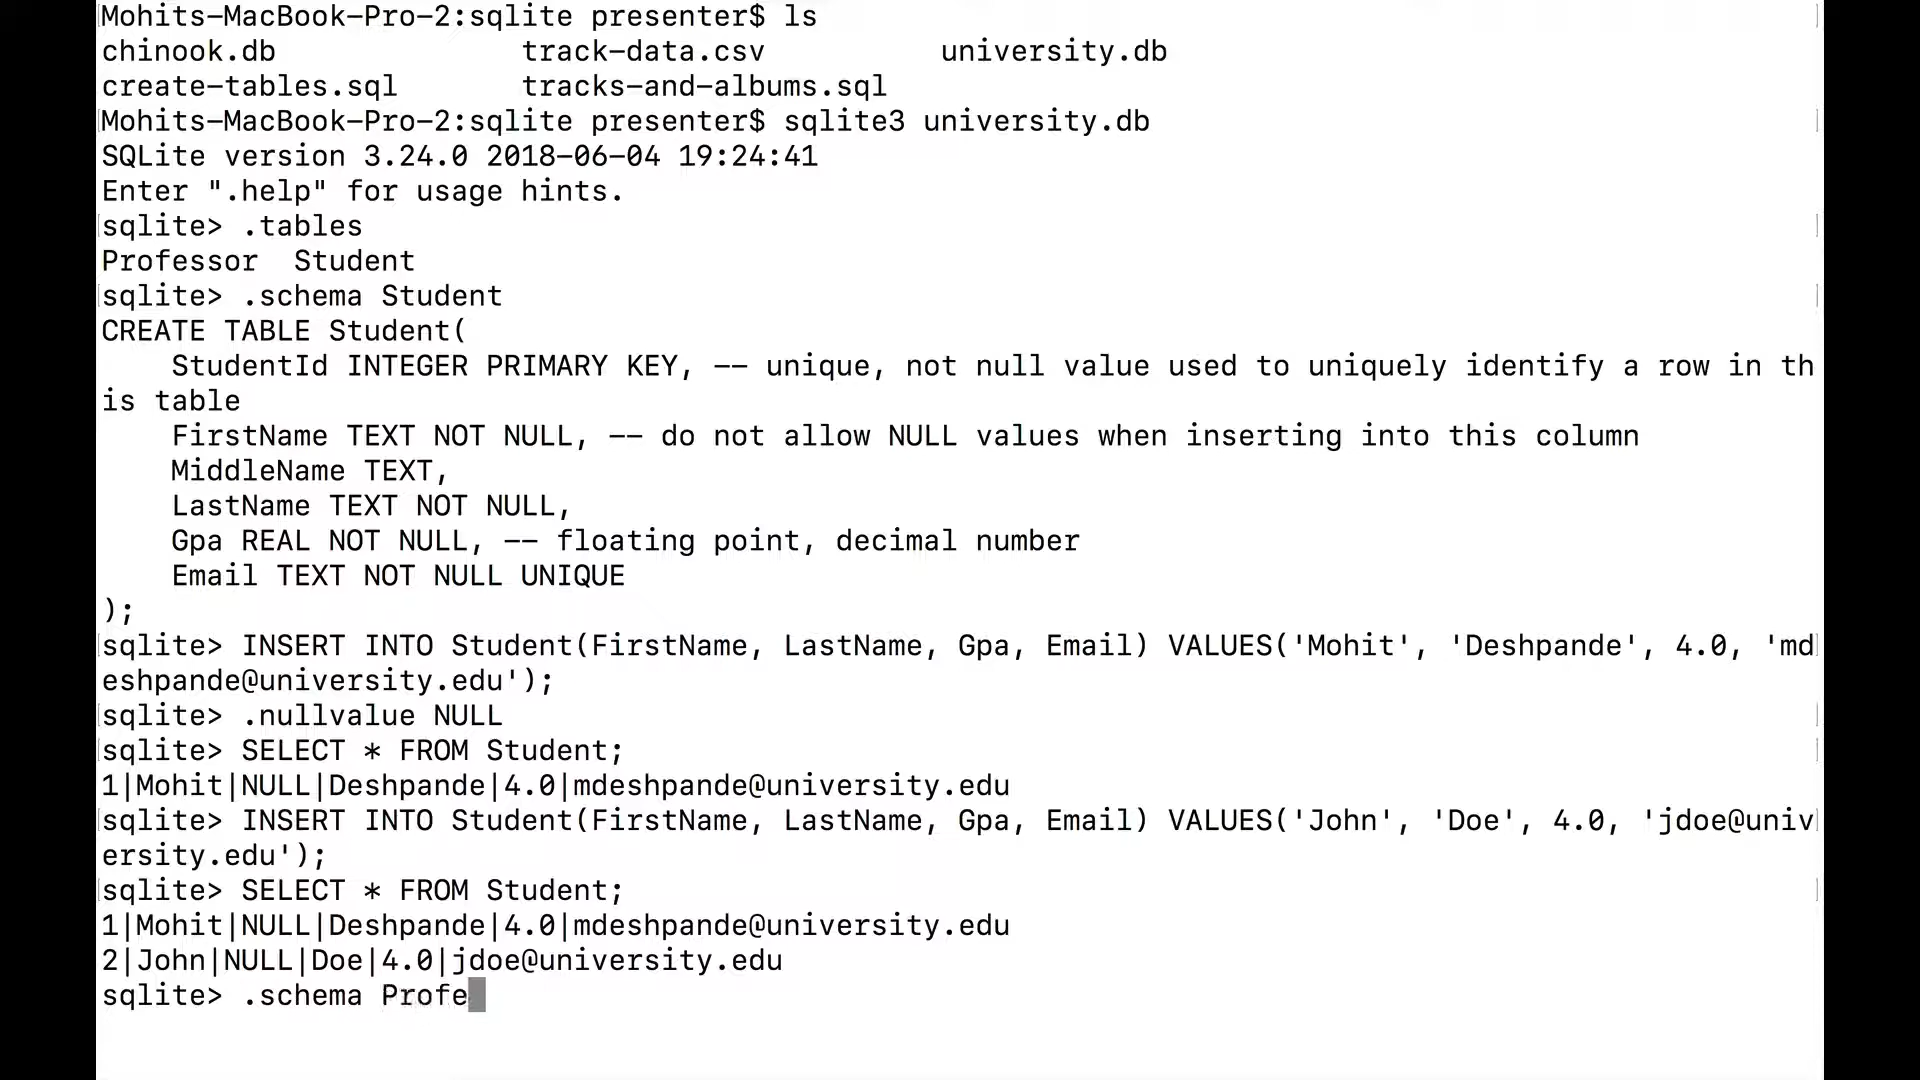 Mohits-MacBook-Pro-2:sqlite presenter$ ls
chinook.db track-data.csv university.db
create-tables.sql tracks-and-albums.sql
Mohits-MacBook-Pro-2:sqlite presenter$ sqlite3 university.db
SQLite version 3.24.0 2018-06-04 19:24:41
Enter ".help" for usage hints.
sqlite> .tables
Professor  Student
sqlite> .schema Student
CREATE TABLE Student(
    StudentId INTEGER PRIMARY KEY, -- unique, not null value used to uniquely identify a row in th
is table
    FirstName TEXT NOT NULL, -- do not allow NULL values when inserting into this column
    MiddleName TEXT,
    LastName TEXT NOT NULL,
    Gpa REAL NOT NULL, -- floating point, decimal number
    Email TEXT NOT NULL UNIQUE
);
sqlite> INSERT INTO Student(FirstName, LastName, Gpa, Email) VALUES('Mohit', 'Deshpande', 4.0, 'md
eshpande@university.edu');
sqlite> .nullvalue NULL
sqlite> SELECT * FROM Student;
1|Mohit|NULL|Deshpande|4.0|mdeshpande@university.edu
sqlite> INSERT INTO Student(FirstName, LastName, Gpa, Email) VALUES('John', 'Doe', 4.0, 'jdoe@univ
ersity.edu');
sqlite> SELECT * FROM Student;
1|Mohit|NULL|Deshpande|4.0|mdeshpande@university.edu
2|John|NULL|Doe|4.0|jdoe@university.edu
sqlite> .schema Profe